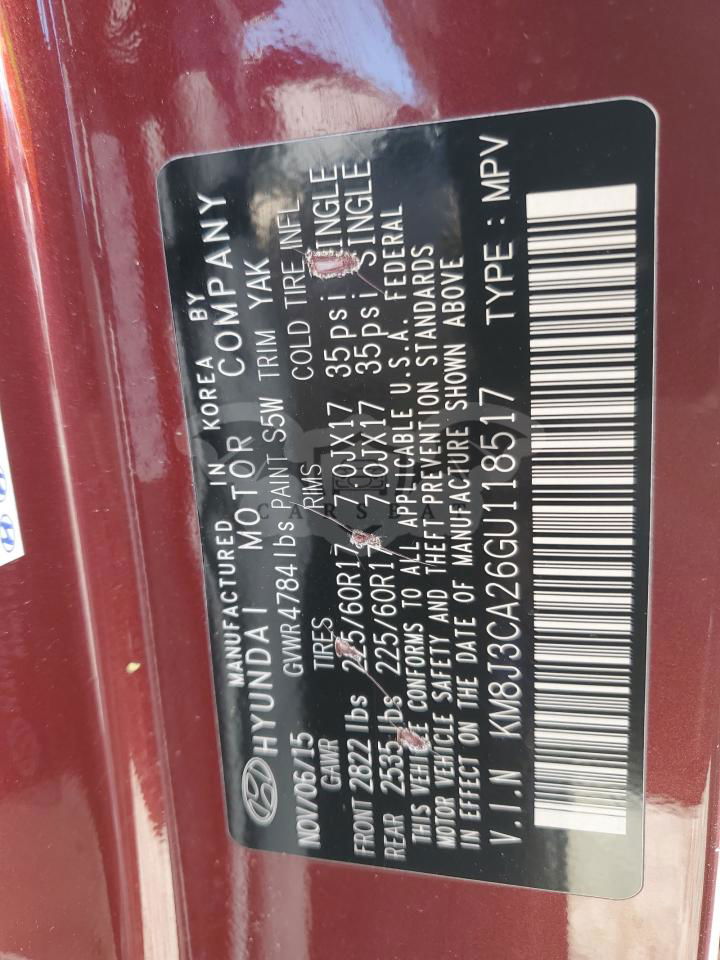 MANUFACTURED IN KOREA BY
HYUNDAI MOTOR COMPANY
NOV/06/15 GVWR 4784 lbs PAINT S5W TRIM YAK
GAWR TIRES RIMS COLD TIRE INFL
FRONT 2822 lbs 225/60R17 7.0JX17 35psi SINGLE
REAR 2535 lbs 225/60R17 7.0JX17 35psi SINGLE
THIS VEHICLE CONFORMS TO ALL APPLICABLE U.S.A. FEDERAL
MOTOR VEHICLE SAFETY AND THEFT PREVENTION STANDARDS
IN EFFECT ON THE DATE OF MANUFACTURE SHOWN ABOVE
V.I.N KM8J3CA26GU118517 TYPE : MPV
CARSEAC